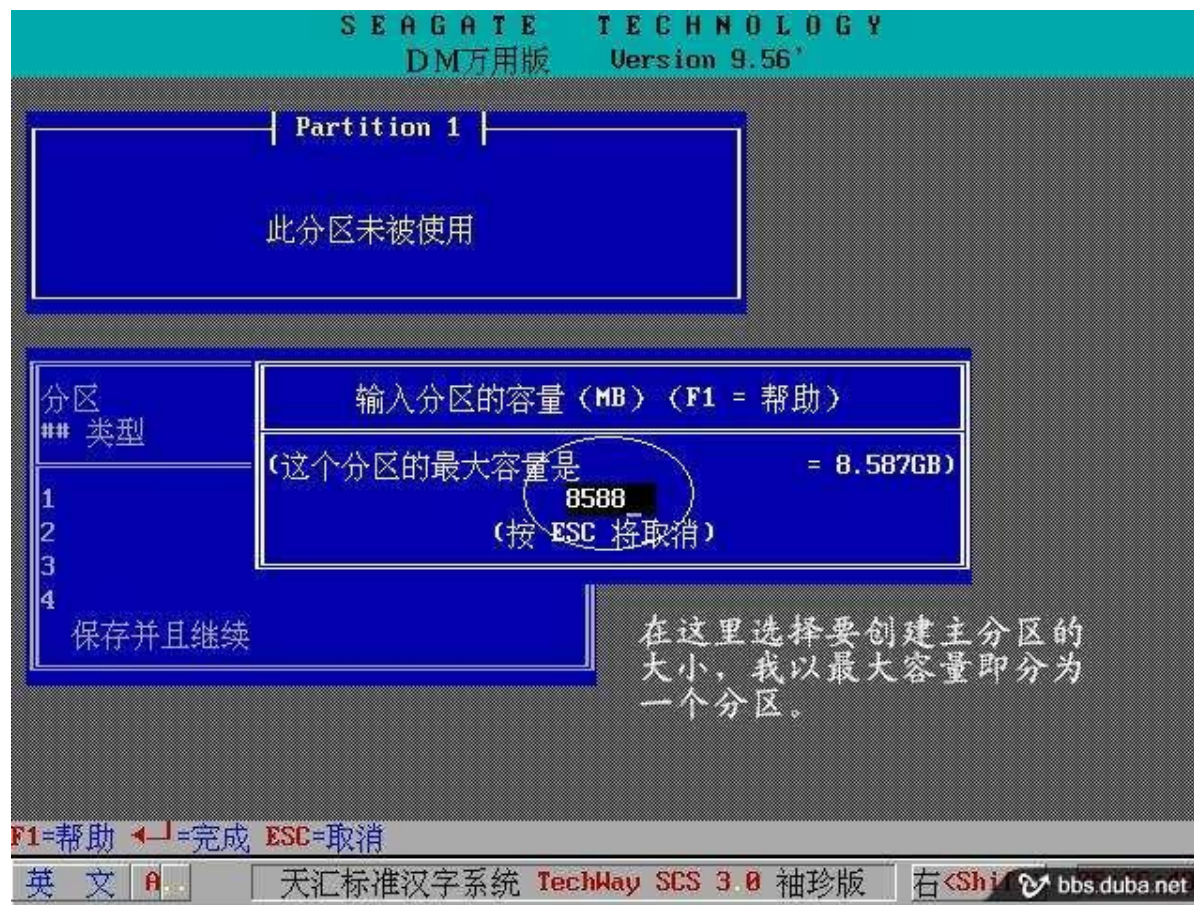 SEAGATE TECHNOLOGY
DM万用版 Version 9.56'
Partition 1
此分区未被使用
输入分区的容量(MB)(F1 = 帮助)
分区
## 类型
(这个分区的最大容量是 = 8.587GB)
8588_
(按 ESC 将取消)
1
2
3
4
保存并且继续
在这里选择要创建主分区的
大小，我以最大容量即分为
一个分区。
F1=帮助 ◄┘=完成 ESC=取消
英 文 A.. 天汇标准汉字系统 TechWay SCS 3.0 袖珍版 右<Shi
bbs.duba.net